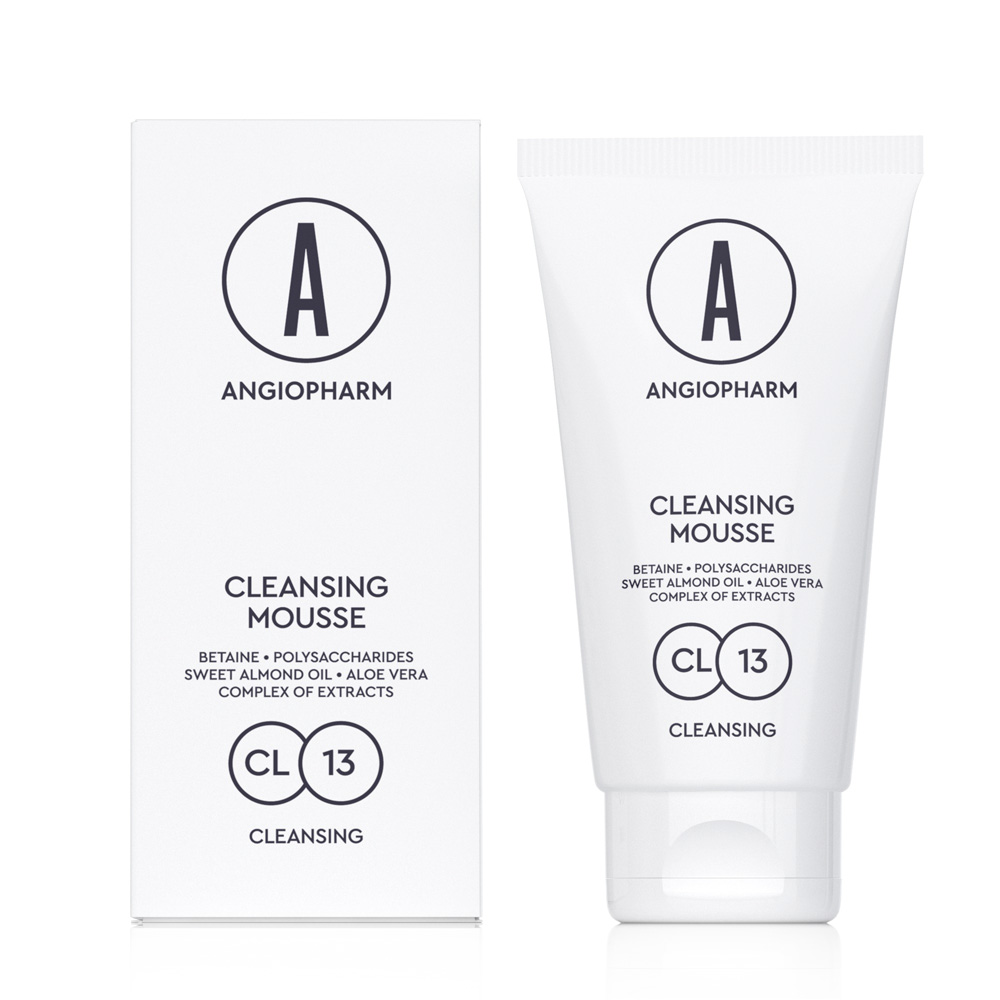 A
ANGIOPHARM
CLEANSING
MOUSSE
BETAINE • POLYSACCHARIDES
SWEET ALMOND OIL • ALOE VERA
COMPLEX OF EXTRACTS
CL 13
CLEANSING
A
ANGIOPHARM
CLEANSING
MOUSSE
BETAINE • POLYSACCHARIDES
SWEET ALMOND OIL • ALOE VERA
COMPLEX OF EXTRACTS
CL 13
CLEANSING